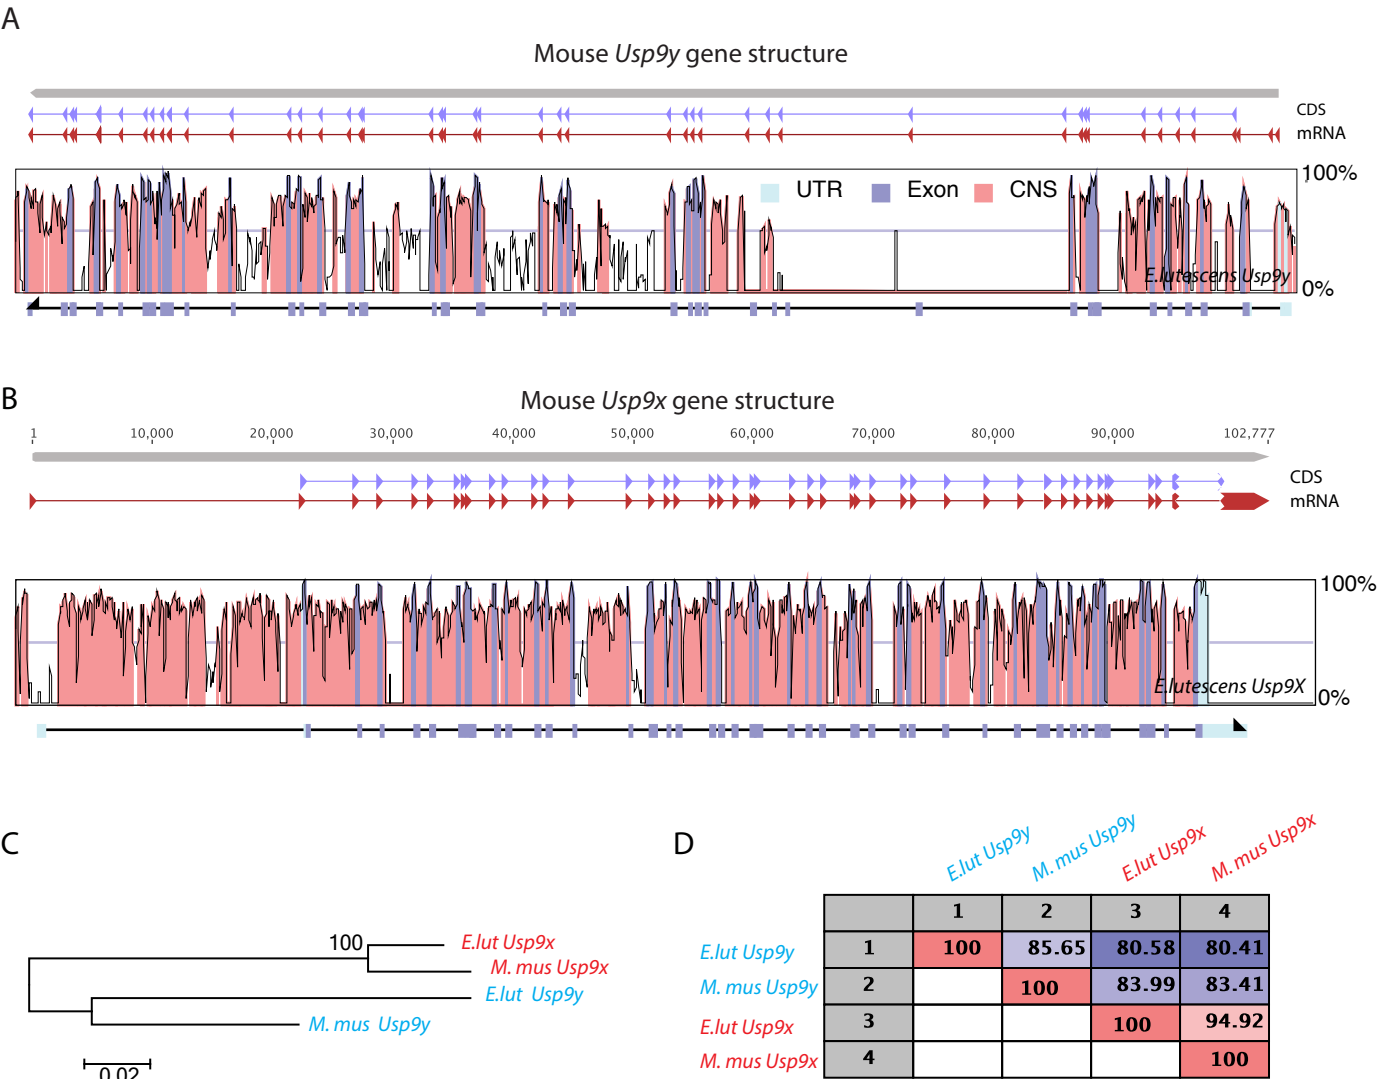 A
Mouse Usp9y gene structure
CDS
mRNA
100%
UTR Exon CNS
E.lutescens Usp9y
0%
B
Mouse Usp9x gene structure
1 10,000 20,000 30,000 40,000 50,000 60,000 70,000 80,000 90,000 102,777
CDS
mRNA
100%
E.lutescens Usp9X
0%
C
100
E.lut Usp9x
M. mus Usp9x
E.lut Usp9y
M. mus Usp9y
0.02
D
E.lut Usp9y M. mus Usp9y E.lut Usp9x M. mus Usp9x
1 2 3 4
E.lut Usp9y 1 100 85.65 80.58 80.41
M. mus Usp9y 2 100 83.99 83.41
E.lut Usp9x 3 100 94.92
M. mus Usp9x 4 100